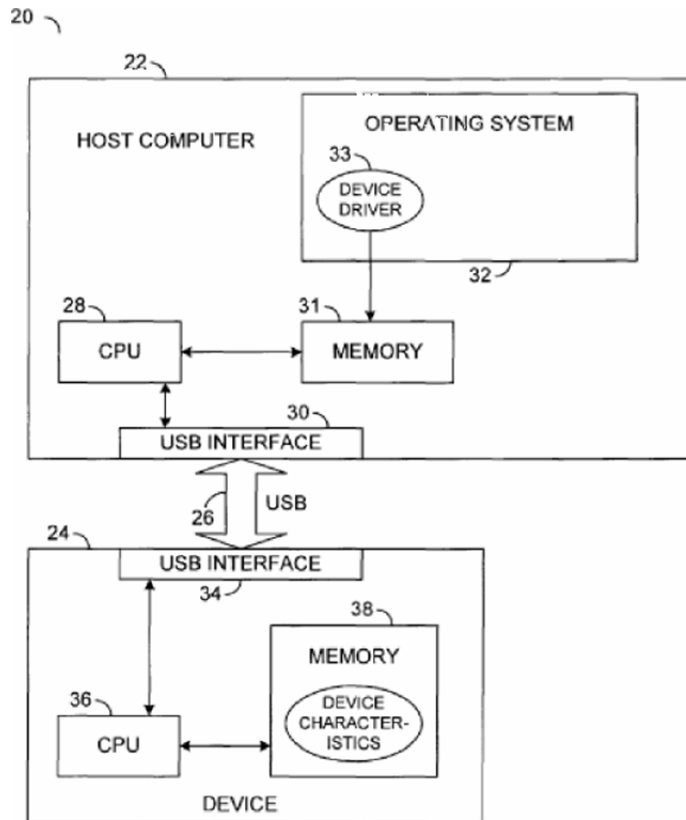 20
22
OPERATING SYSTEM
HOST COMPUTER
33
DEVICE
DRIVER
32
28
31
CPU
MEMORY
30
USB INTERFACE
26
USB
24
USB INTERFACE
34
38
MEMORY
36
DEVICE
CHARACTER-
ISTICS
CPU
DEVICE